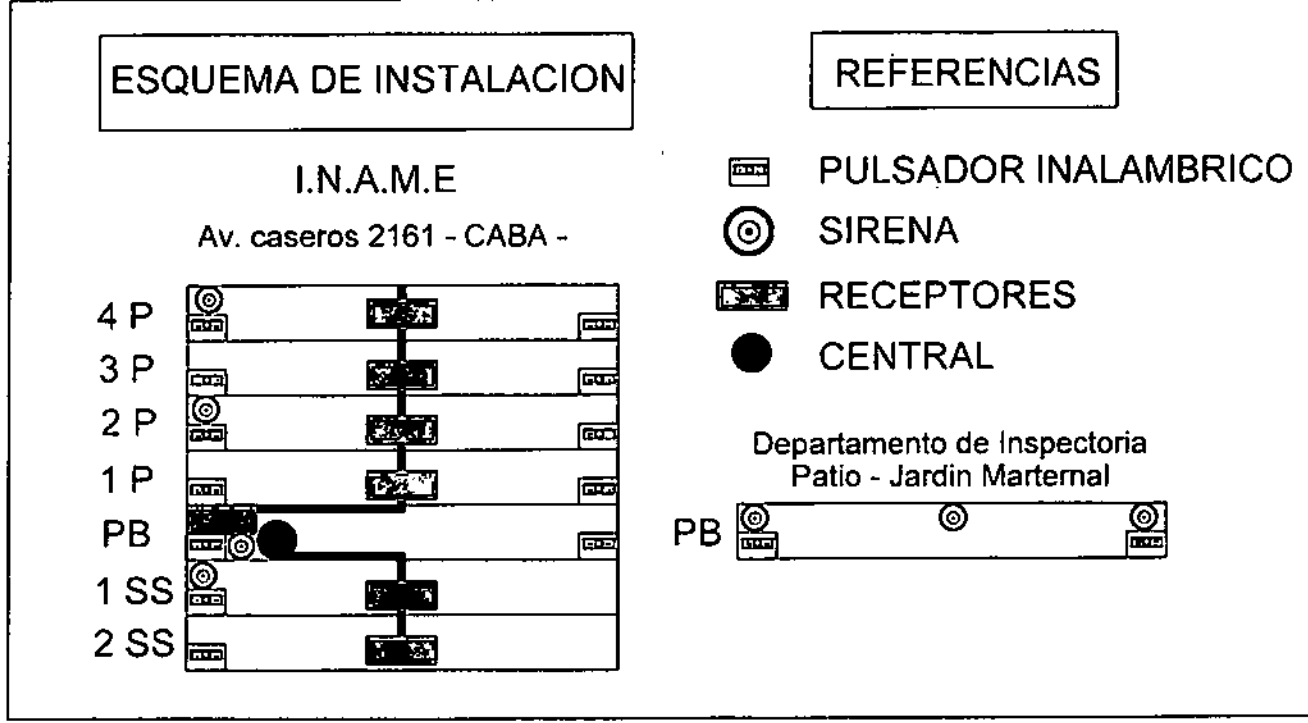 ESQUEMA DE INSTALACION
I.N.A.M.E
Av. caseros 2161 - CABA -
4 P
3 P
2 P
1 P
PB
1 SS
2 SS
REFERENCIAS
PULSADOR INALAMBRICO
SIRENA
RECEPTORES
CENTRAL
Departamento de Inspectoria
Patio - Jardin Marternal
PB